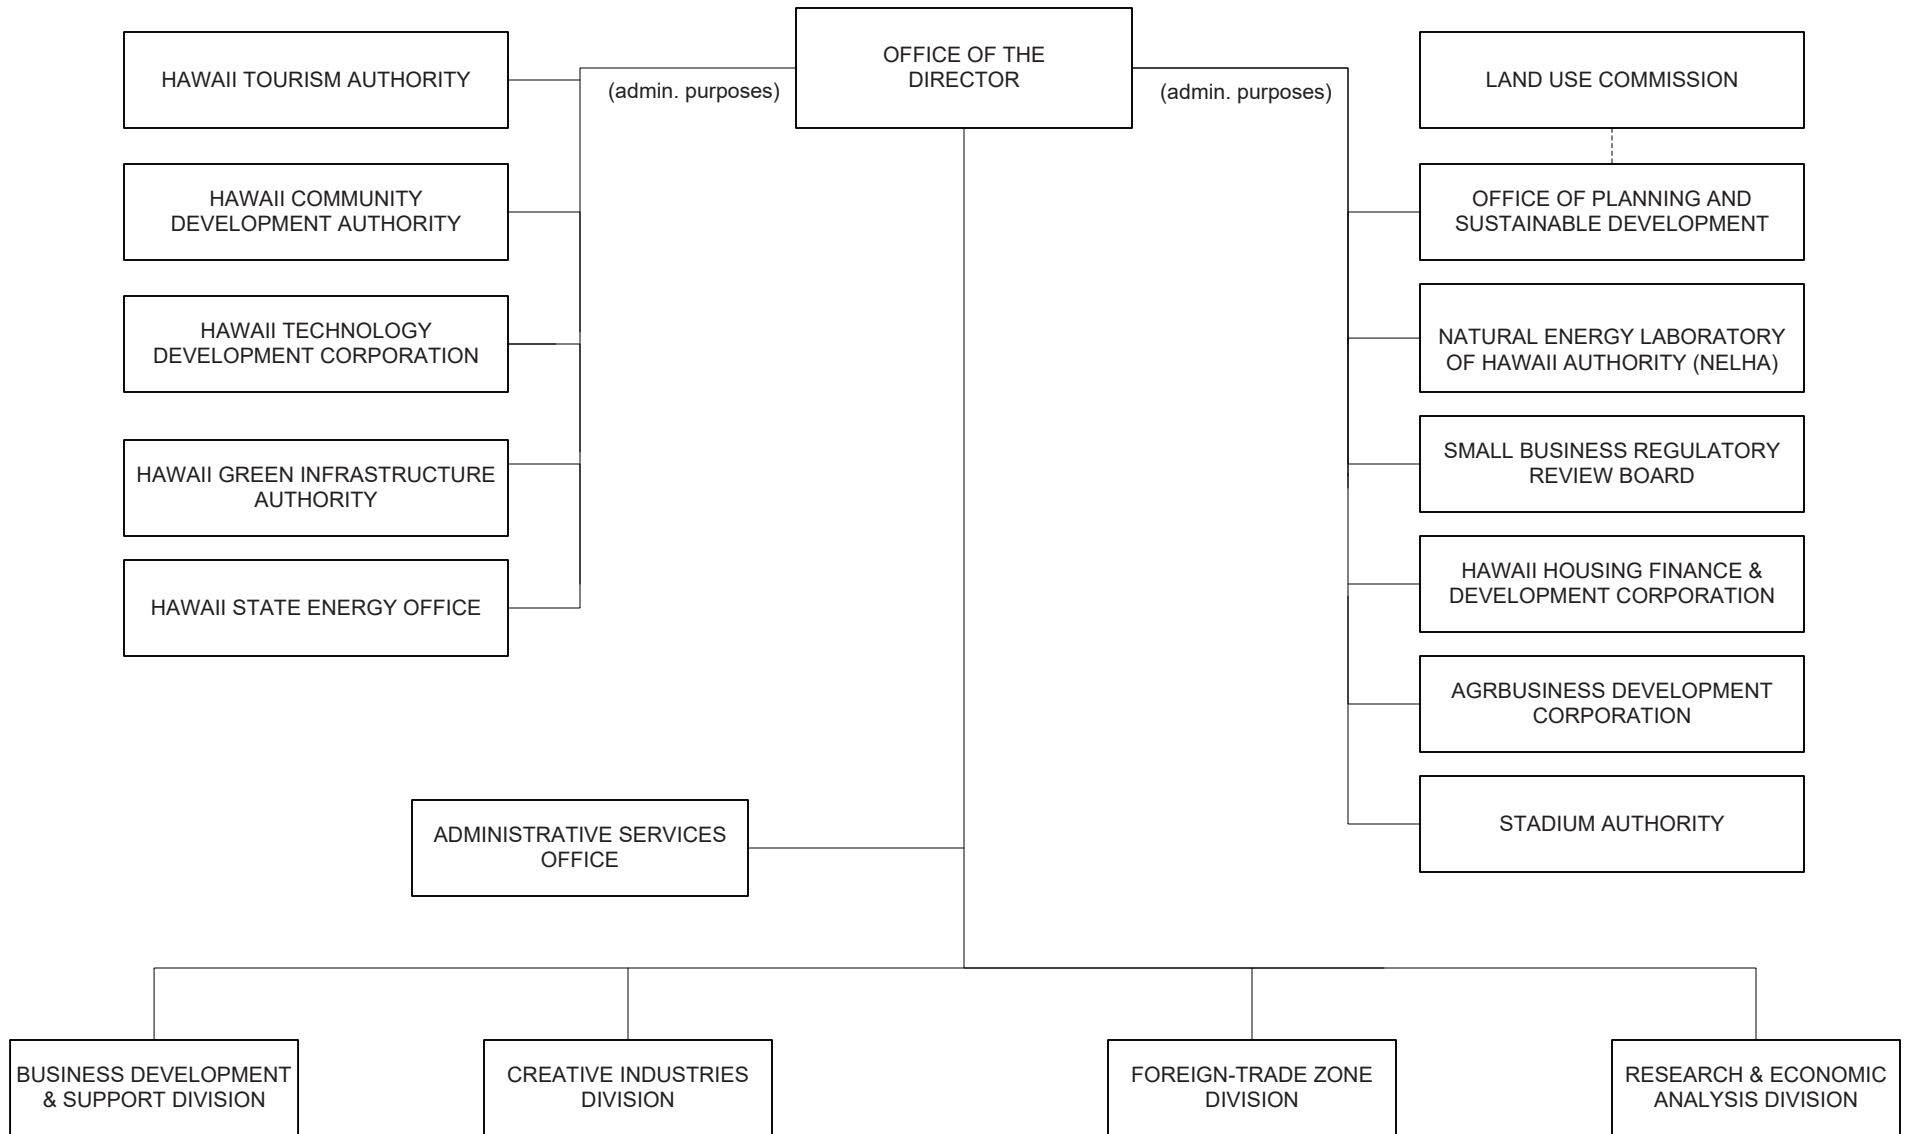 OFFICE OF THE
DIRECTOR
(admin. purposes)
(admin. purposes)
HAWAII TOURISM AUTHORITY
HAWAII COMMUNITY
DEVELOPMENT AUTHORITY
HAWAII TECHNOLOGY
DEVELOPMENT CORPORATION
HAWAII GREEN INFRASTRUCTURE
AUTHORITY
HAWAII STATE ENERGY OFFICE
LAND USE COMMISSION
OFFICE OF PLANNING AND
SUSTAINABLE DEVELOPMENT
NATURAL ENERGY LABORATORY
OF HAWAII AUTHORITY (NELHA)
SMALL BUSINESS REGULATORY
REVIEW BOARD
HAWAII HOUSING FINANCE &
DEVELOPMENT CORPORATION
AGRBUSINESS DEVELOPMENT
CORPORATION
STADIUM AUTHORITY
ADMINISTRATIVE SERVICES
OFFICE
BUSINESS DEVELOPMENT
& SUPPORT DIVISION
CREATIVE INDUSTRIES
DIVISION
FOREIGN-TRADE ZONE
DIVISION
RESEARCH & ECONOMIC
ANALYSIS DIVISION